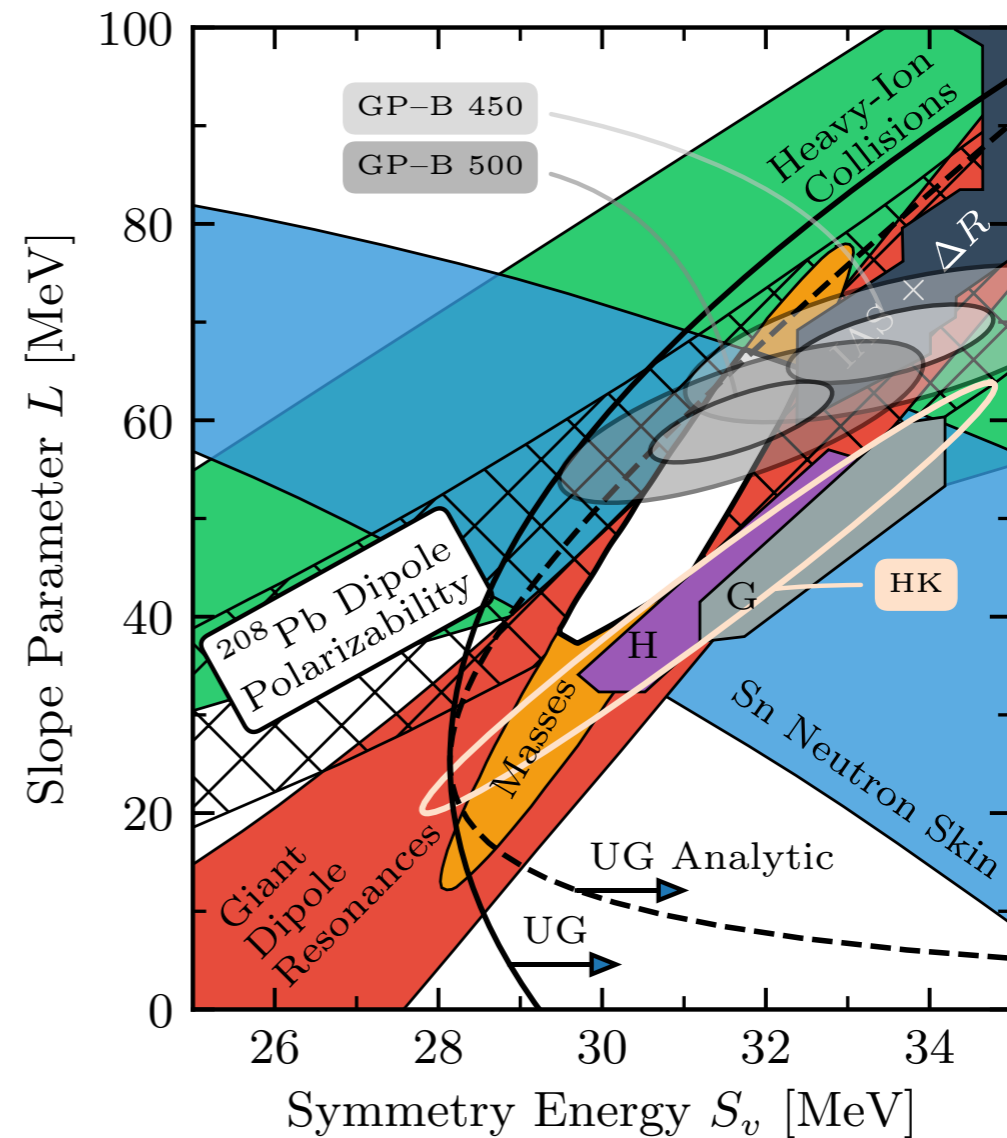 100
80
60
40
20
0
Slope Parameter L [MeV]
GP–B 450
GP–B 500
Heavy-Ion
Collisions
IAS × ΔR
²⁰⁸Pb Dipole
Polarizability
H
G
HK
Masses
Sn Neutron Skin
Giant
Dipole
Resonances
UG Analytic
UG
26 28 30 32 34
Symmetry Energy Sᵥ [MeV]